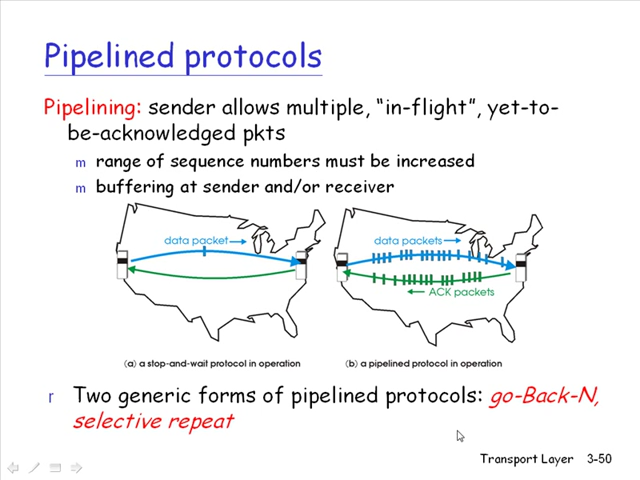 Pipelined protocols
Pipelining: sender allows multiple, “in-flight”, yet-to-
be-acknowledged pkts
m range of sequence numbers must be increased
m buffering at sender and/or receiver
data packet
data packets
ACK packets
(a) a stop-and-wait protocol in operation
(b) a pipelined protocol in operation
r Two generic forms of pipelined protocols: go-Back-N,
selective repeat
Transport Layer 3-50